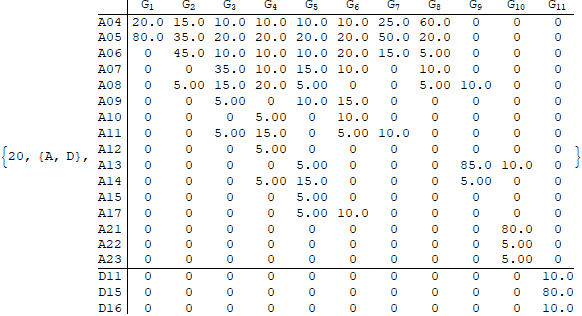 G1 G2 G3 G4 G5 G6 G7 G8 G9 G10 G11
A04 20.0 15.0 10.0 10.0 10.0 10.0 25.0 60.0 0 0 0
A05 80.0 35.0 20.0 20.0 20.0 20.0 50.0 20.0 0 0 0
A06 0 45.0 10.0 10.0 10.0 20.0 15.0 5.00 0 0 0
A07 0 0 35.0 10.0 15.0 10.0 0 10.0 0 0 0
A08 0 5.00 15.0 20.0 5.00 0 0 5.00 10.0 0 0
A09 0 0 5.00 0 10.0 15.0 0 0 0 0 0
A10 0 0 0 5.00 0 10.0 0 0 0 0 0
A11 0 0 5.00 15.0 0 5.00 10.0 0 0 0 0
A12 0 0 0 5.00 0 0 0 0 0 0 0
{20, {A, D}, A13 0 0 0 0 5.00 0 0 0 85.0 10.0 0 }
A14 0 0 0 5.00 15.0 0 0 0 5.00 0 0
A15 0 0 0 0 5.00 0 0 0 0 0 0
A17 0 0 0 0 5.00 10.0 0 0 0 0 0
A21 0 0 0 0 0 0 0 0 0 80.0 0
A22 0 0 0 0 0 0 0 0 0 5.00 0
A23 0 0 0 0 0 0 0 0 0 5.00 0
D11 0 0 0 0 0 0 0 0 0 0 10.0
D15 0 0 0 0 0 0 0 0 0 0 80.0
D16 0 0 0 0 0 0 0 0 0 0 10.0